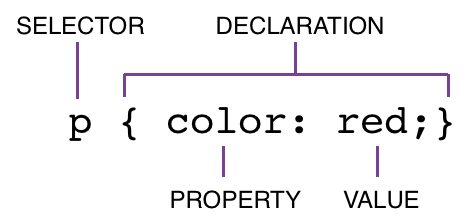 SELECTOR DECLARATION
p { color: red;}
PROPERTY VALUE